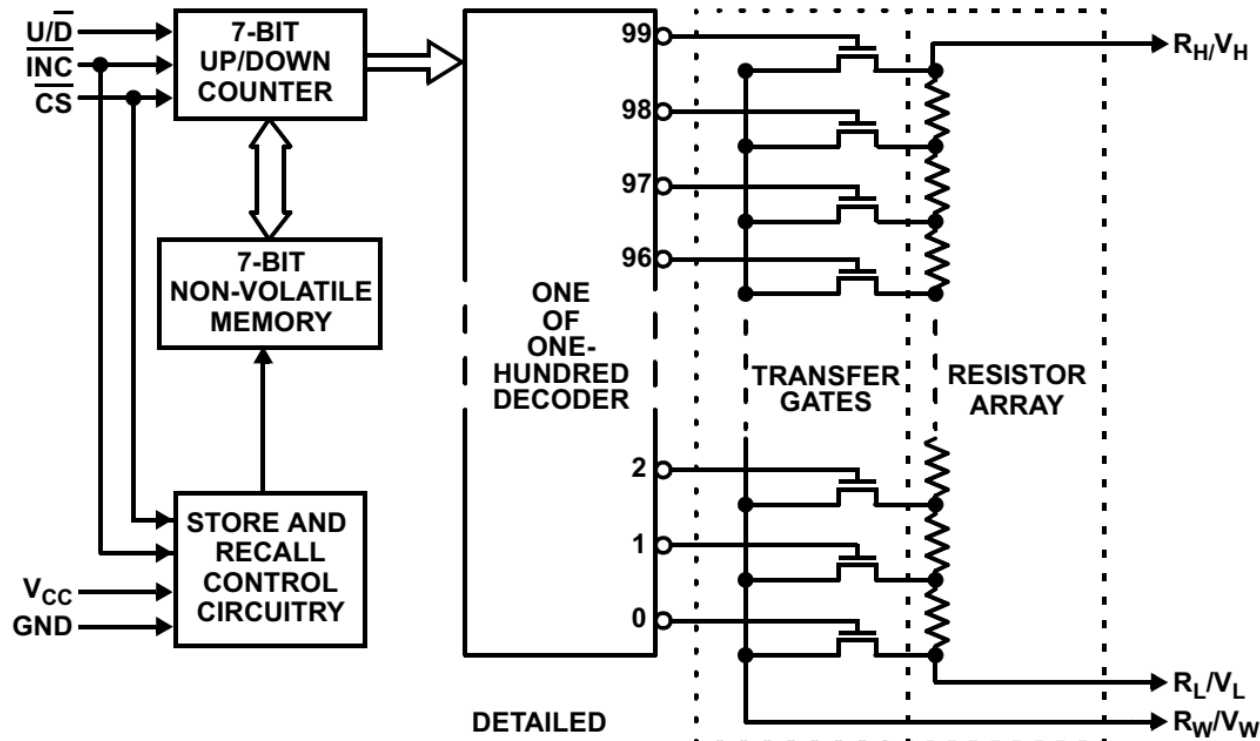 U/D̅
I̅N̅C̅
C̅S̅
7-BIT
UP/DOWN
COUNTER
7-BIT
NON-VOLATILE
MEMORY
STORE AND
RECALL
CONTROL
CIRCUITRY
VCC
GND
ONE
OF
ONE-
HUNDRED
DECODER
99
98
97
96
2
1
0
TRANSFER
GATES
RESISTOR
ARRAY
RH/VH
RL/VL
RW/VW
DETAILED